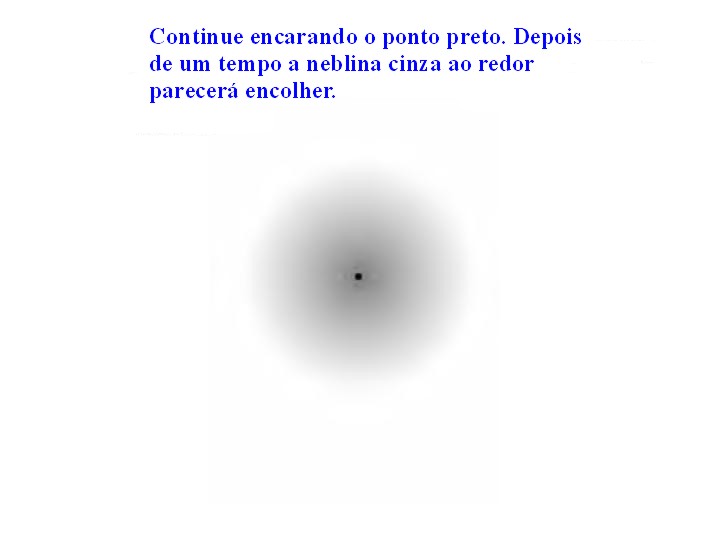 Continue encarando o ponto preto. Depois
de um tempo a neblina cinza ao redor
parecerá encolher.